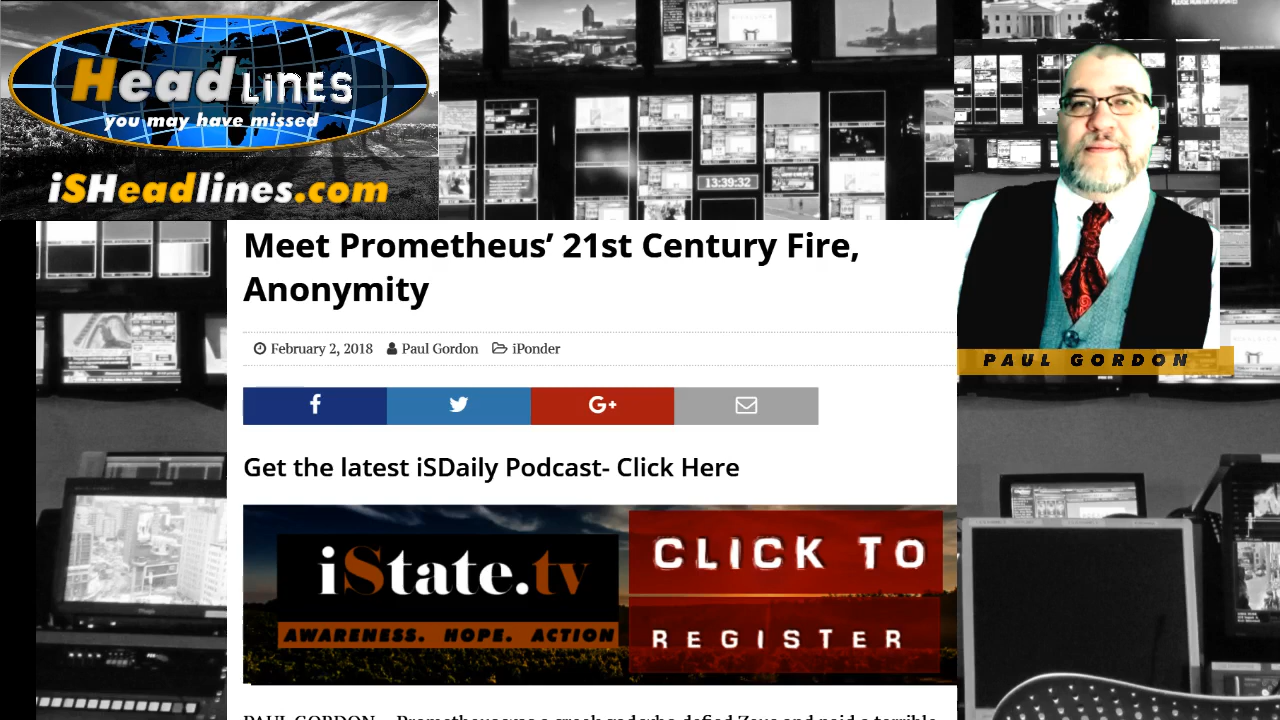 HeadLINES
you may have missed
iSHeadlines.com
13:39:32
PAUL GORDON
Meet Prometheus’ 21st Century Fire,
Anonymity
February 2, 2018 Paul Gordon iPonder
f G+
Get the latest iSDaily Podcast- Click Here
iState.tv
AWARENESS. HOPE. ACTION
CLICK TO
REGISTER